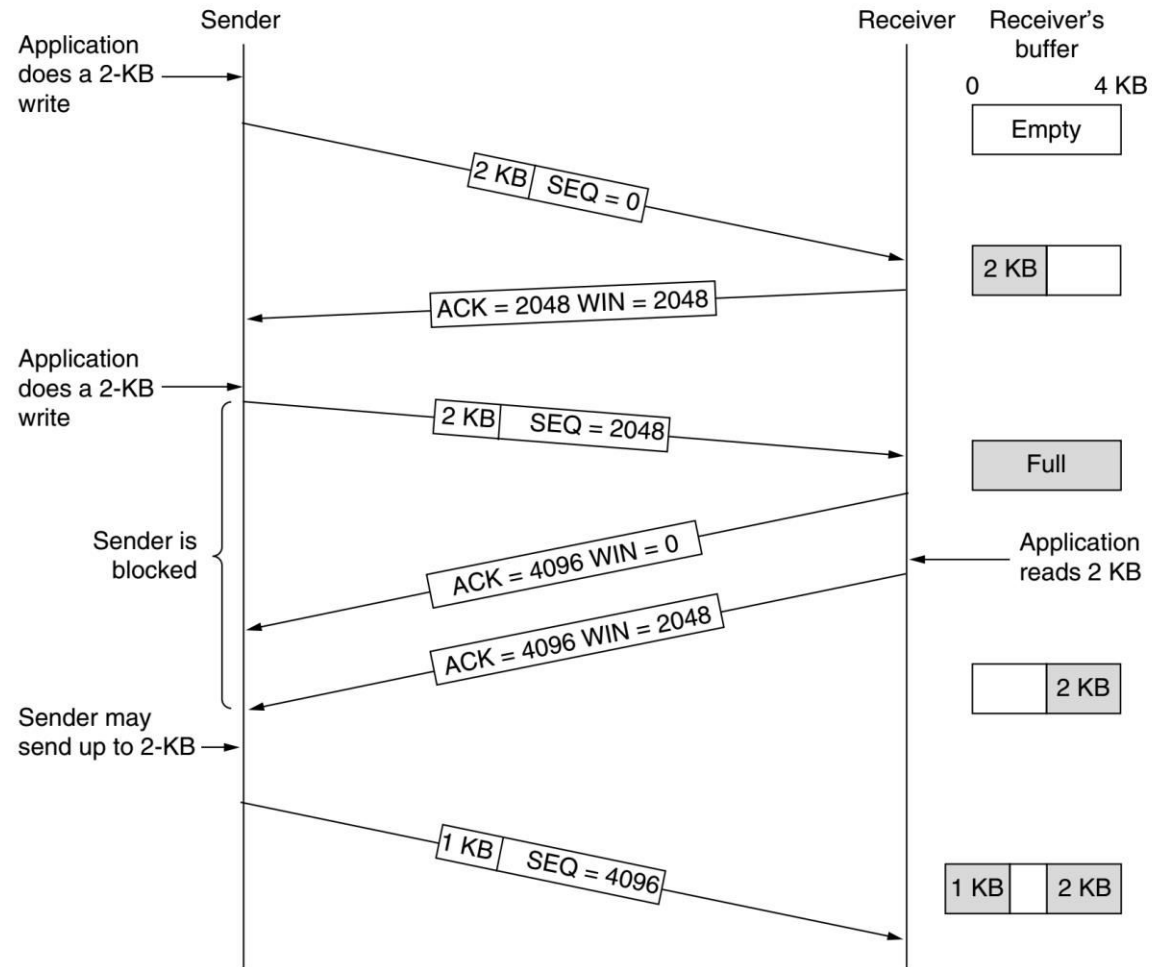 Sender
Receiver
Receiver's
buffer
Application
does a 2-KB
write
0
4 KB
Empty
2 KB
SEQ = 0
2 KB
ACK = 2048 WIN = 2048
Application
does a 2-KB
write
2 KB
SEQ = 2048
Full
Sender is
blocked
ACK = 4096 WIN = 0
Application
reads 2 KB
ACK = 4096 WIN = 2048
2 KB
Sender may
send up to 2-KB
1 KB
SEQ = 4096
1 KB
2 KB